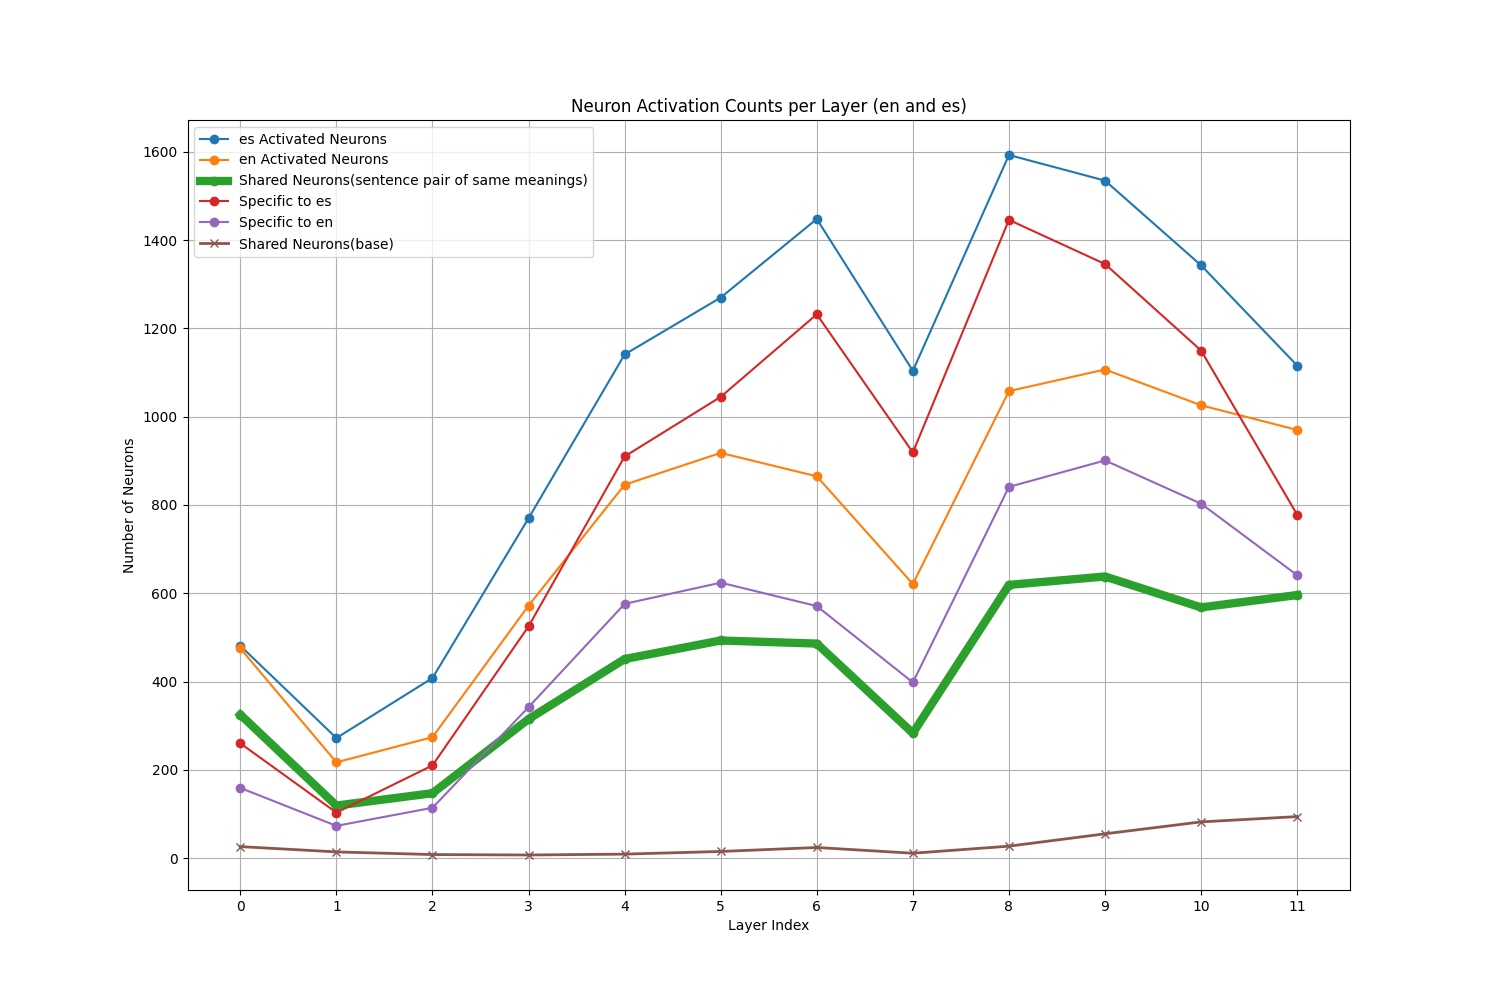 Neuron Activation Counts per Layer (en and es)
es Activated Neurons
en Activated Neurons
Shared Neurons(sentence pair of same meanings)
Specific to es
Specific to en
Shared Neurons(base)
1600
1400
1200
1000
800
600
400
200
0
Number of Neurons
0 1 2 3 4 5 6 7 8 9 10 11
Layer Index